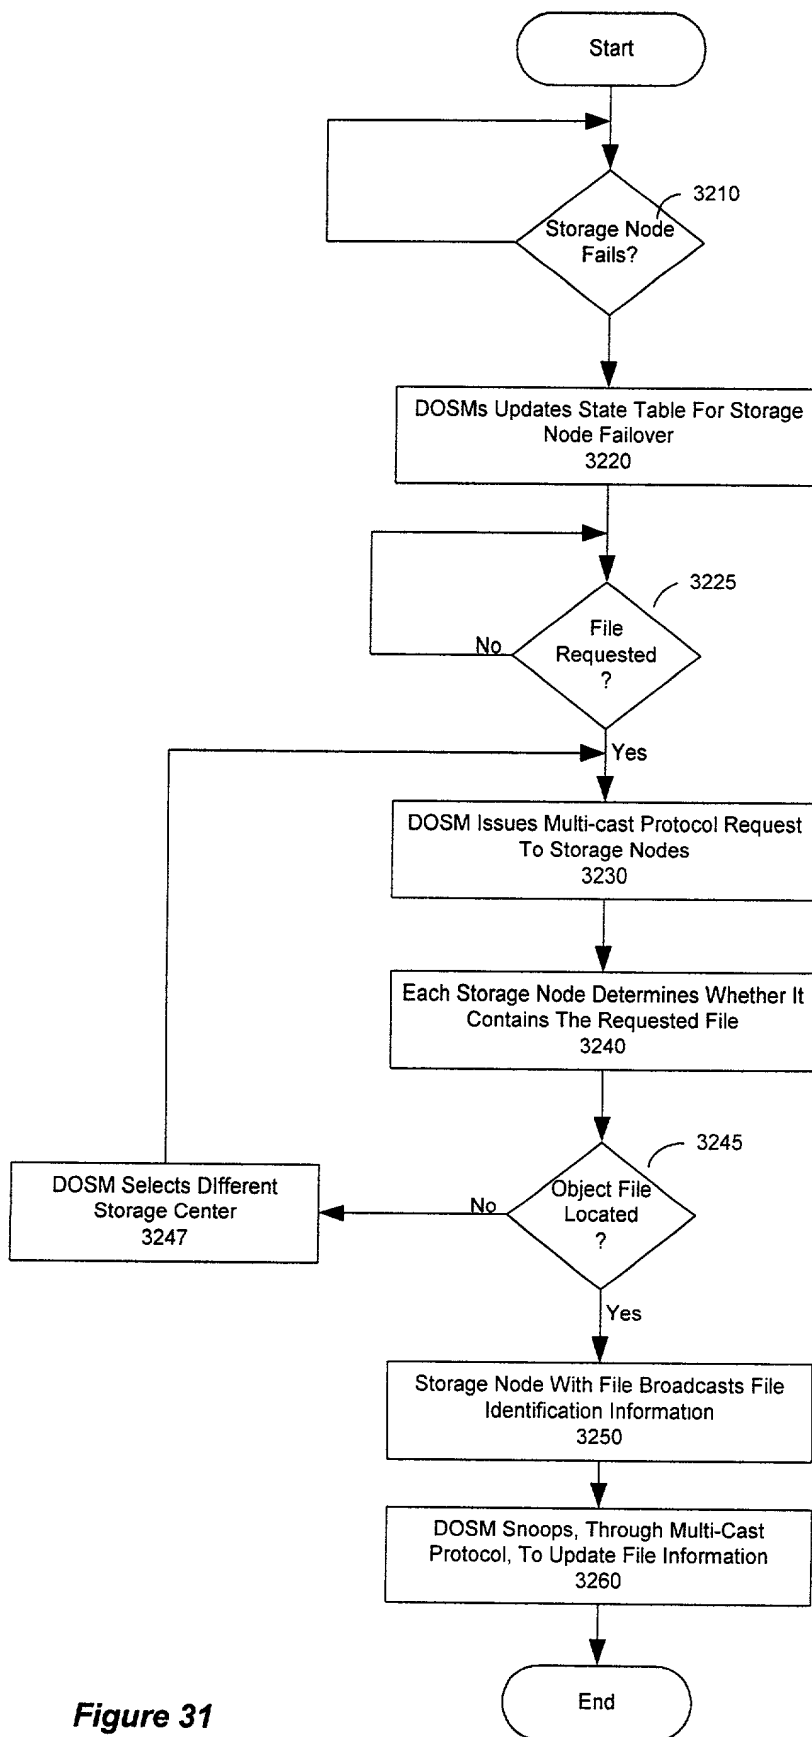 Start
3210
Storage Node
Fails?
DOSMs Updates State Table For Storage
Node Failover
3220
3225
File
Requested
?
No
Yes
DOSM Issues Multi-cast Protocol Request
To Storage Nodes
3230
Each Storage Node Determines Whether It
Contains The Requested File
3240
3245
Object File
Located
?
No
DOSM Selects Different
Storage Center
3247
Yes
Storage Node With File Broadcasts File
Identification Information
3250
DOSM Snoops, Through Multi-Cast
Protocol, To Update File Information
3260
End
Figure 31